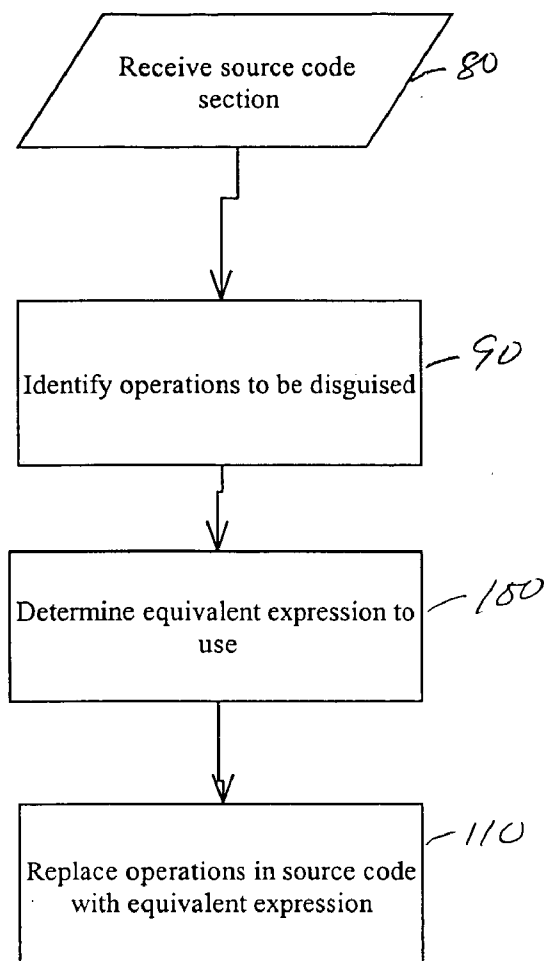 Receive source code
section
80
Identify operations to be disguised
90
Determine equivalent expression to
use
100
Replace operations in source code
with equivalent expression
110